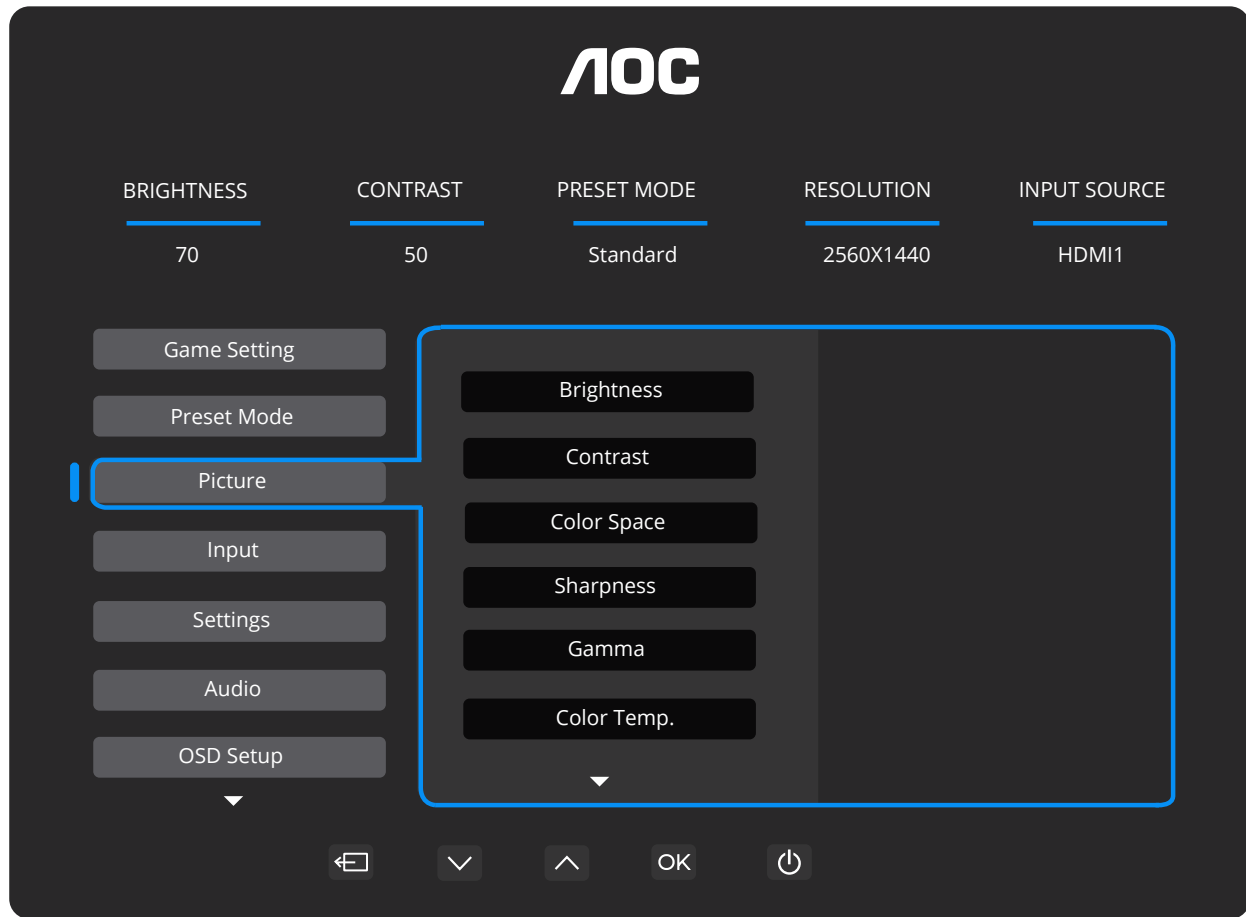 AOC
BRIGHTNESS CONTRAST PRESET MODE RESOLUTION INPUT SOURCE
70 50 Standard 2560X1440 HDMI1
Game Setting
Preset Mode
Picture
Input
Settings
Audio
OSD Setup
Brightness
Contrast
Color Space
Sharpness
Gamma
Color Temp.
OK